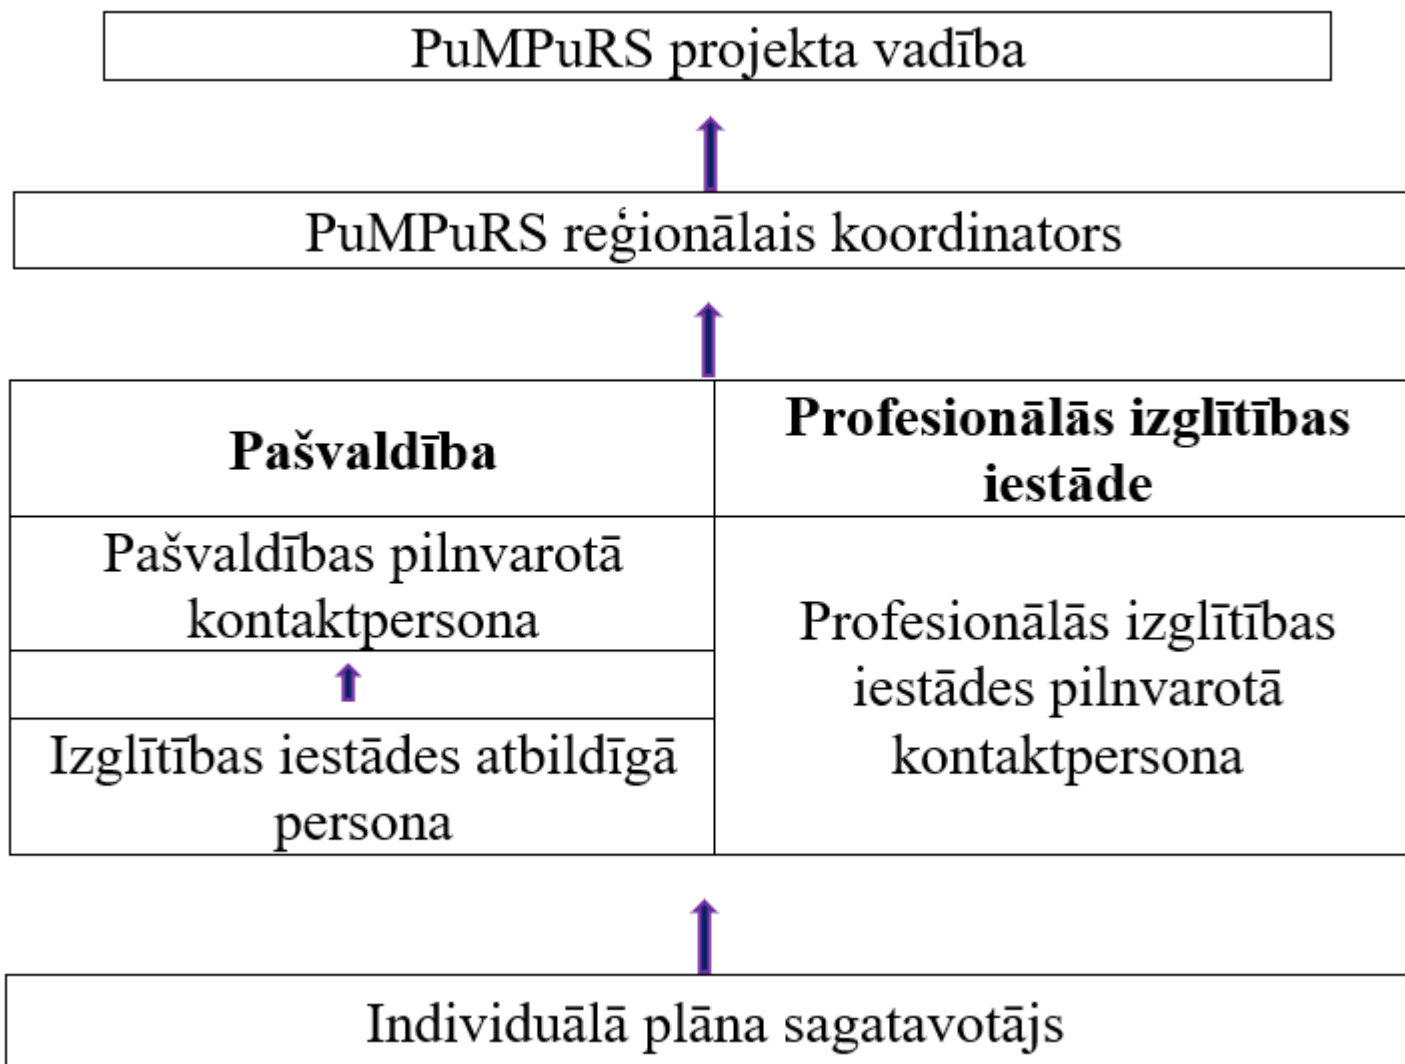 PuMPuRS projekta vadība
PuMPuRS reģionālais koordinators
Pašvaldība
Profesionālās izglītības
iestāde
Pašvaldības pilnvarotā
kontaktpersona
Izglītības iestādes atbildīgā
persona
Profesionālās izglītības
iestādes pilnvarotā
kontaktpersona
Individuālā plāna sagatavotājs